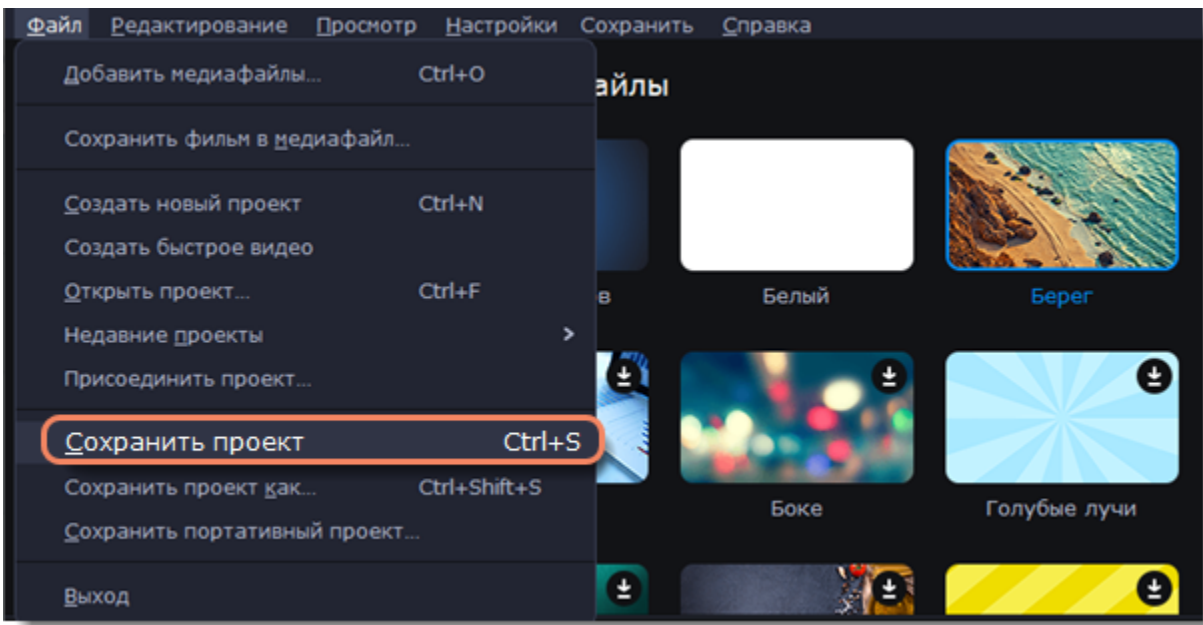 Файл Редактирование Просмотр Настройки Сохранить Справка
Добавить медиафайлы... Ctrl+O
айлы
Сохранить фильм в медиафайл...
Создать новый проект Ctrl+N
Создать быстрое видео
Открыть проект... Ctrl+F
в Белый Берег
Недавние проекты
Присоединить проект...
Сохранить проект Ctrl+S
Сохранить проект как... Ctrl+Shift+S
Боке Голубые лучи
Сохранить портативный проект...
Выход